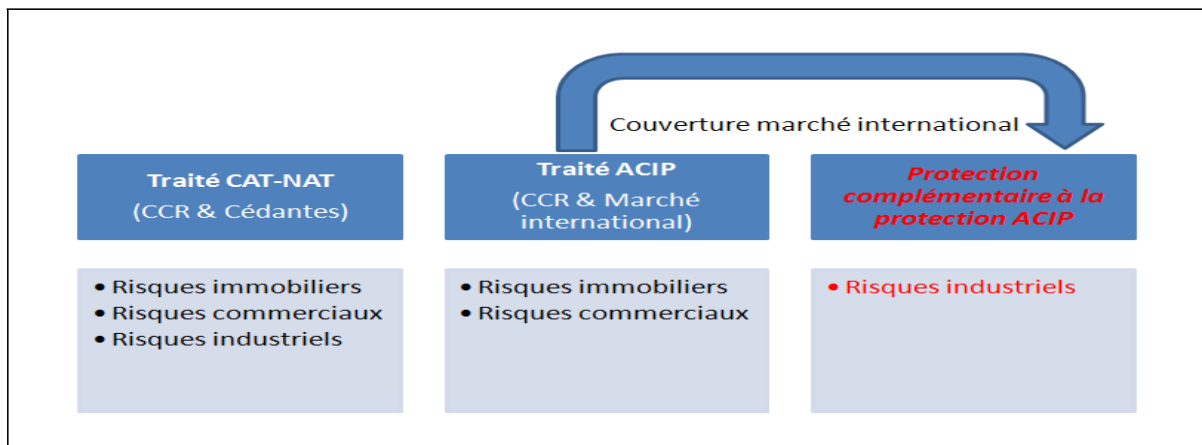 Couverture marché international
Traité CAT-NAT
(CCR & Cédantes)
Traité ACIP
(CCR & Marché
international)
Protection
complémentaire à la
protection ACIP
• Risques immobiliers
• Risques commerciaux
• Risques industriels
• Risques immobiliers
• Risques commerciaux
• Risques industriels